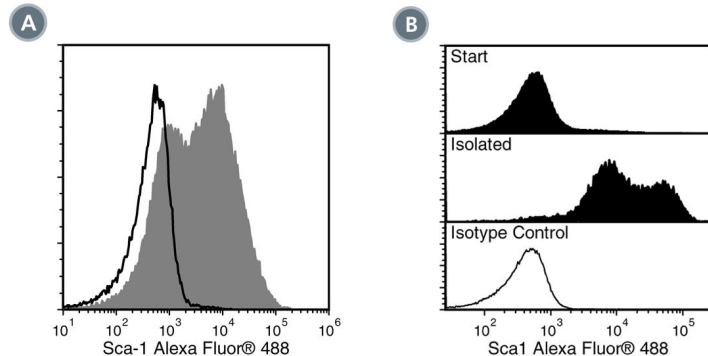 A
B
Start
Isolated
Isotype Control
10¹ 10² 10³ 10⁴ 10⁵ 10⁶
10² 10³ 10⁴ 10⁵
Sca-1 Alexa Fluor® 488
Sca1 Alexa Fluor® 488